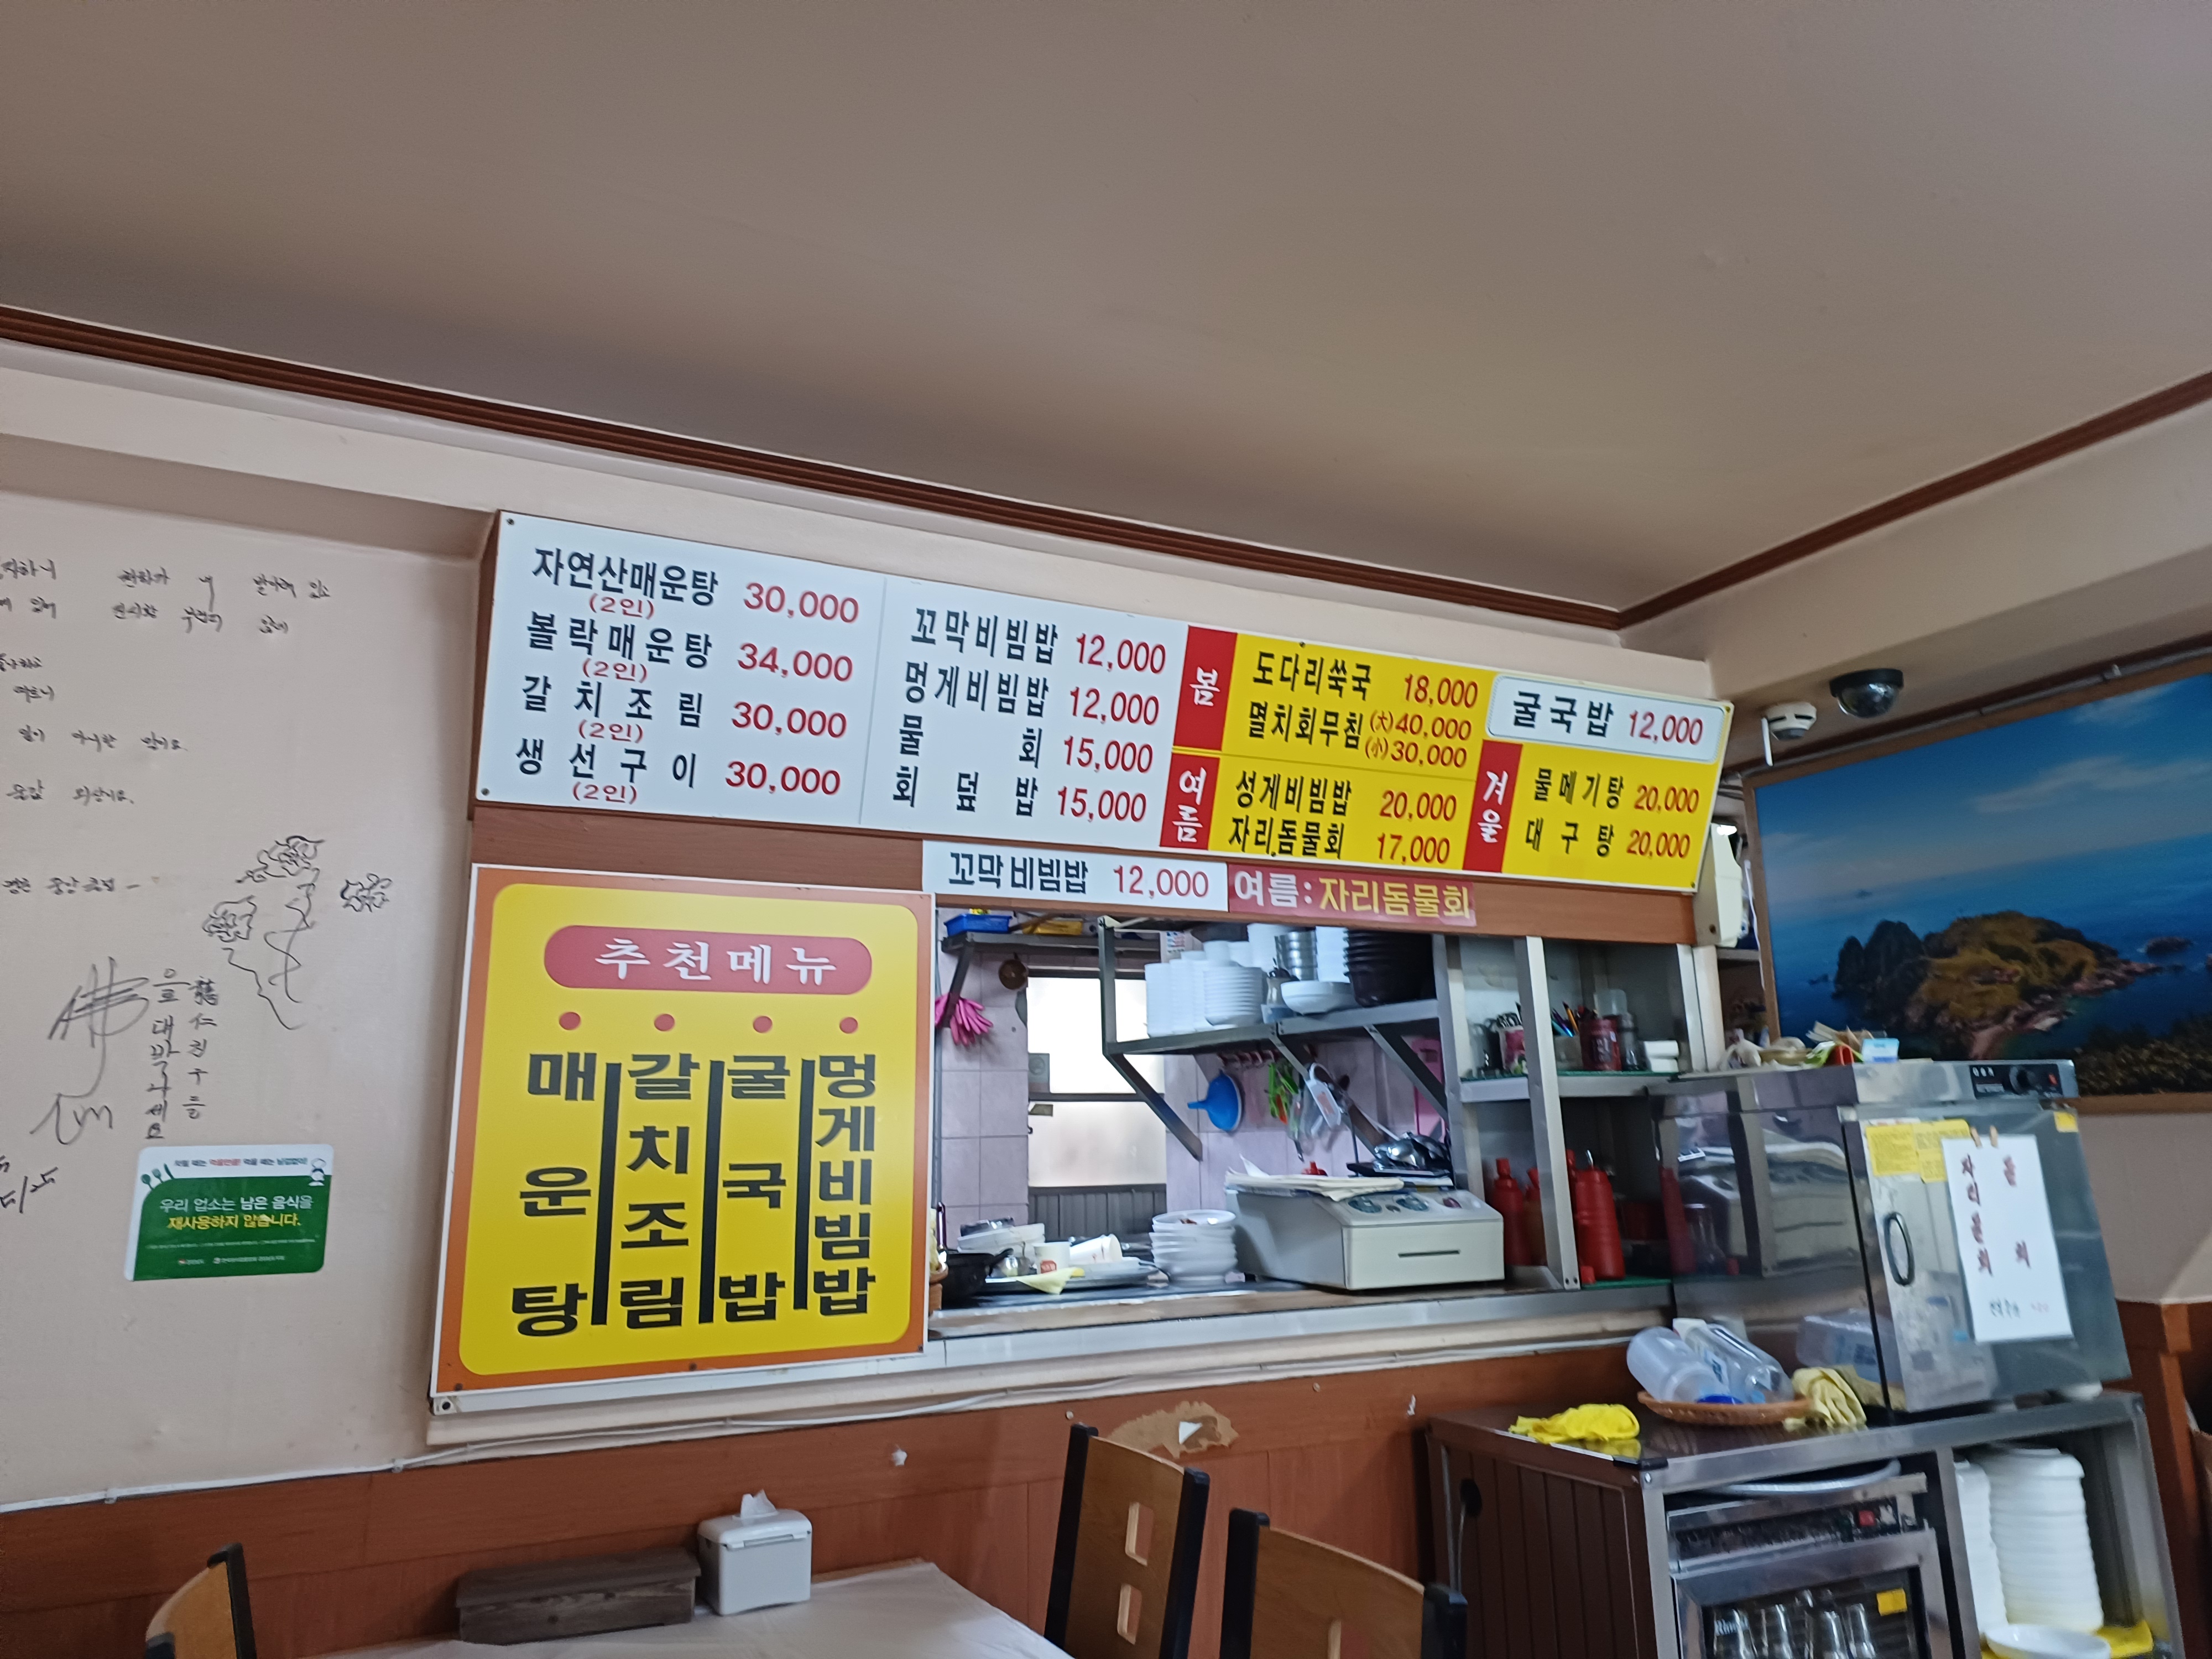 자연산매운탕 30,000
(2인)
볼락매운탕 34,000
(2인)
갈치조림 30,000
(2인)
생선구이 30,000
(2인)
꼬막비빔밥 12,000
멍게비빔밥 12,000
물회 15,000
회덮밥 15,000
봄
도다리쑥국 18,000
멸치회무침 (大)40,000
(小)30,000
여름
성게비빔밥 20,000
자리돔물회 17,000
굴국밥 12,000
겨울
물메기탕 20,000
대구탕 20,000
꼬막비빔밥 12,000
여름:자리돔물회
추천메뉴
매운탕
갈치조림
굴국밥
멍게비빔밥
우리 업소는 남은 음식을
재사용하지 않습니다.
물회